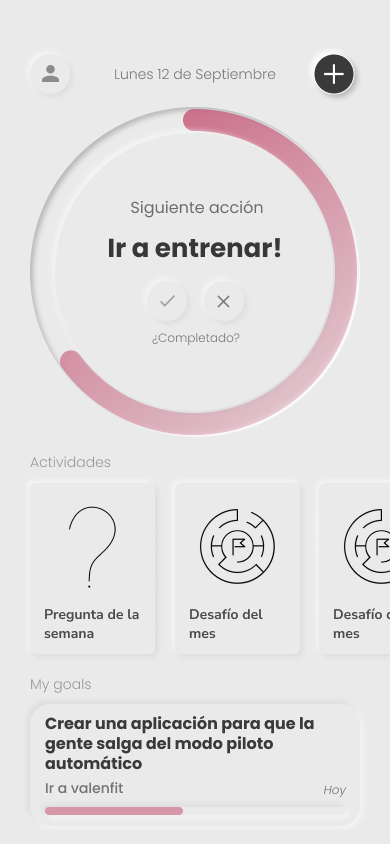 Lunes 12 de Septiembre
Siguiente acción
Ir a entrenar!
¿Completado?
Actividades
Pregunta de la
semana
Desafío del
mes
Desafío d
mes
My goals
Crear una aplicación para que la
gente salga del modo piloto
automático
Ir a valenfit
Hoy